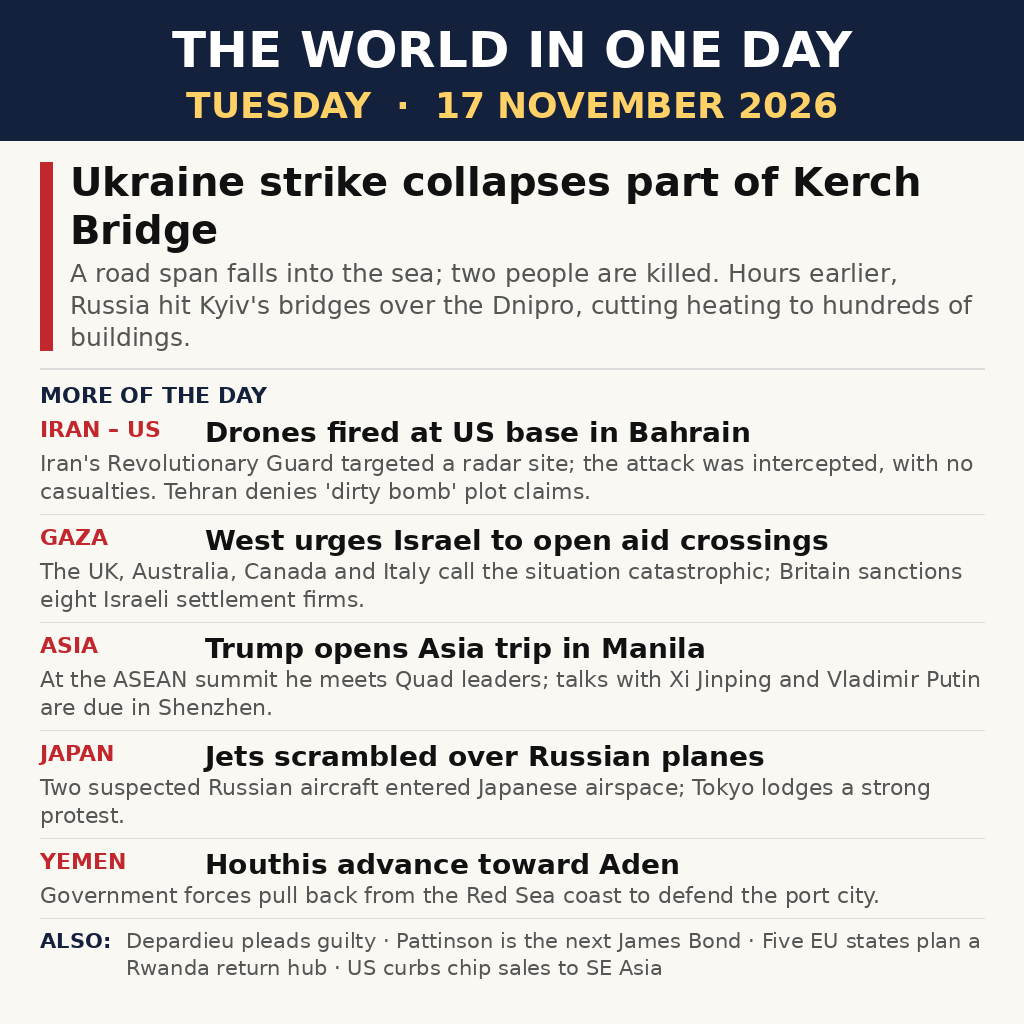 THE WORLD IN ONE DAY
TUESDAY · 17 NOVEMBER 2026
Ukraine strike collapses part of Kerch
Bridge
A road span falls into the sea; two people are killed. Hours earlier,
Russia hit Kyiv's bridges over the Dnipro, cutting heating to hundreds of
buildings.
MORE OF THE DAY
IRAN – US Drones fired at US base in Bahrain
Iran's Revolutionary Guard targeted a radar site; the attack was intercepted, with no
casualties. Tehran denies 'dirty bomb' plot claims.
GAZA West urges Israel to open aid crossings
The UK, Australia, Canada and Italy call the situation catastrophic; Britain sanctions
eight Israeli settlement firms.
ASIA Trump opens Asia trip in Manila
At the ASEAN summit he meets Quad leaders; talks with Xi Jinping and Vladimir Putin
are due in Shenzhen.
JAPAN Jets scrambled over Russian planes
Two suspected Russian aircraft entered Japanese airspace; Tokyo lodges a strong
protest.
YEMEN Houthis advance toward Aden
Government forces pull back from the Red Sea coast to defend the port city.
ALSO: Depardieu pleads guilty · Pattinson is the next James Bond · Five EU states plan a
Rwanda return hub · US curbs chip sales to SE Asia